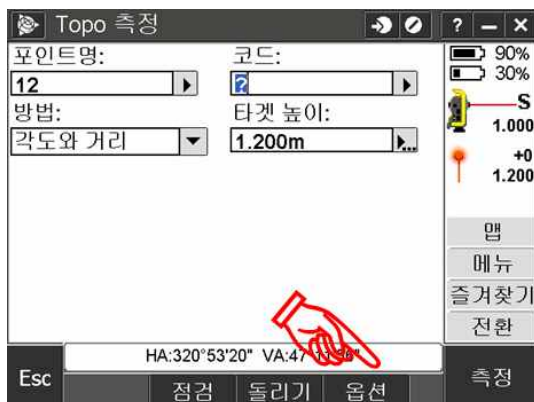 Topo 측정
? – ×
포인트명: 코드:
12 ?
방법: 타겟 높이:
각도와 거리 1.200m
90%
30%
S
1.000
+0
1.200
맵
메뉴
즐겨찾기
전환
HA:320°53'20" VA:47°
Esc 점검 돌리기 옵션 측정